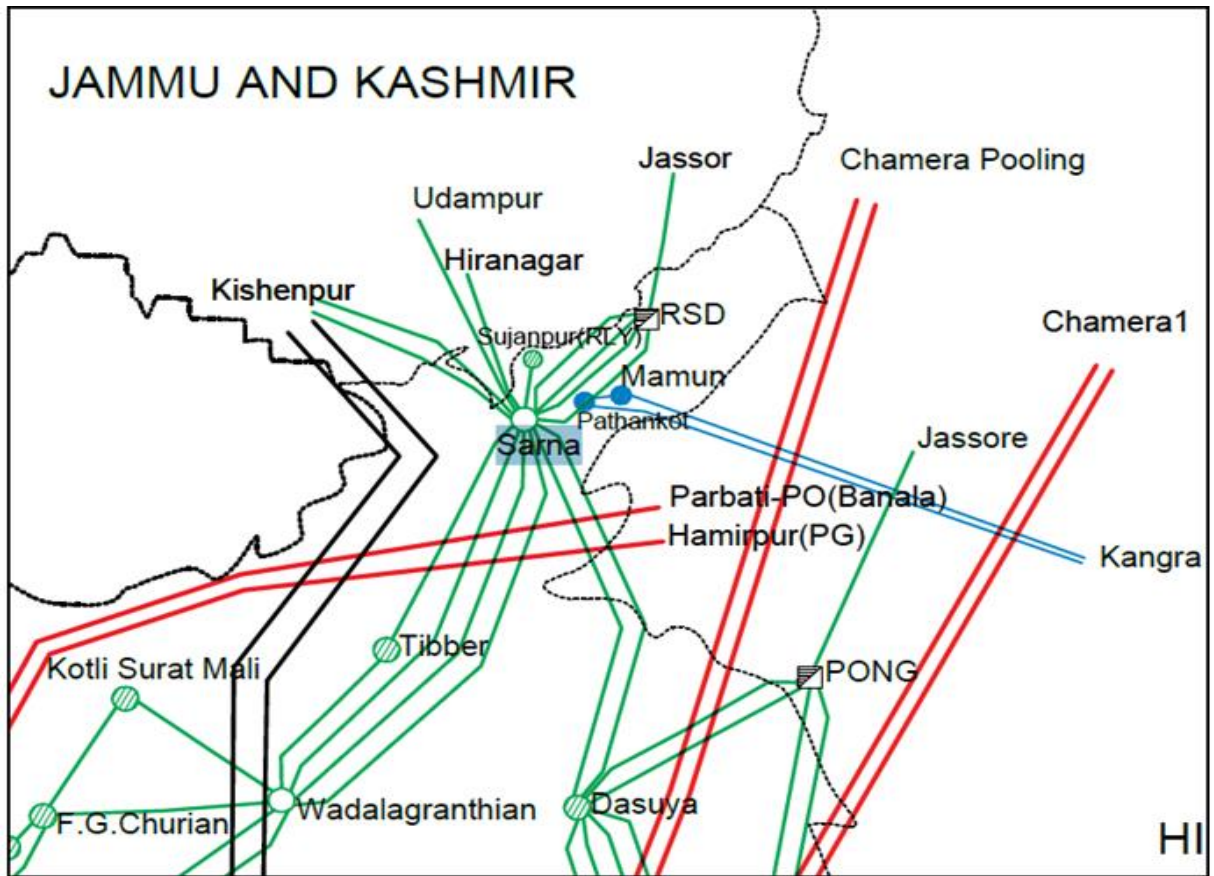 JAMMU AND KASHMIR
Jassor
Chamera Pooling
Udampur
Hiranagar
Kishenpur
RSD
Chamera1
Sujanpur(RLY)
Mamun
Pathankot
Sarna
Jassore
Parbati-PO(Banala)
Hamirpur(PG)
Kangra
Tibber
Kotli Surat Mali
PONG
Wadalagranthian
Dasuya
F.G.Churian
HI